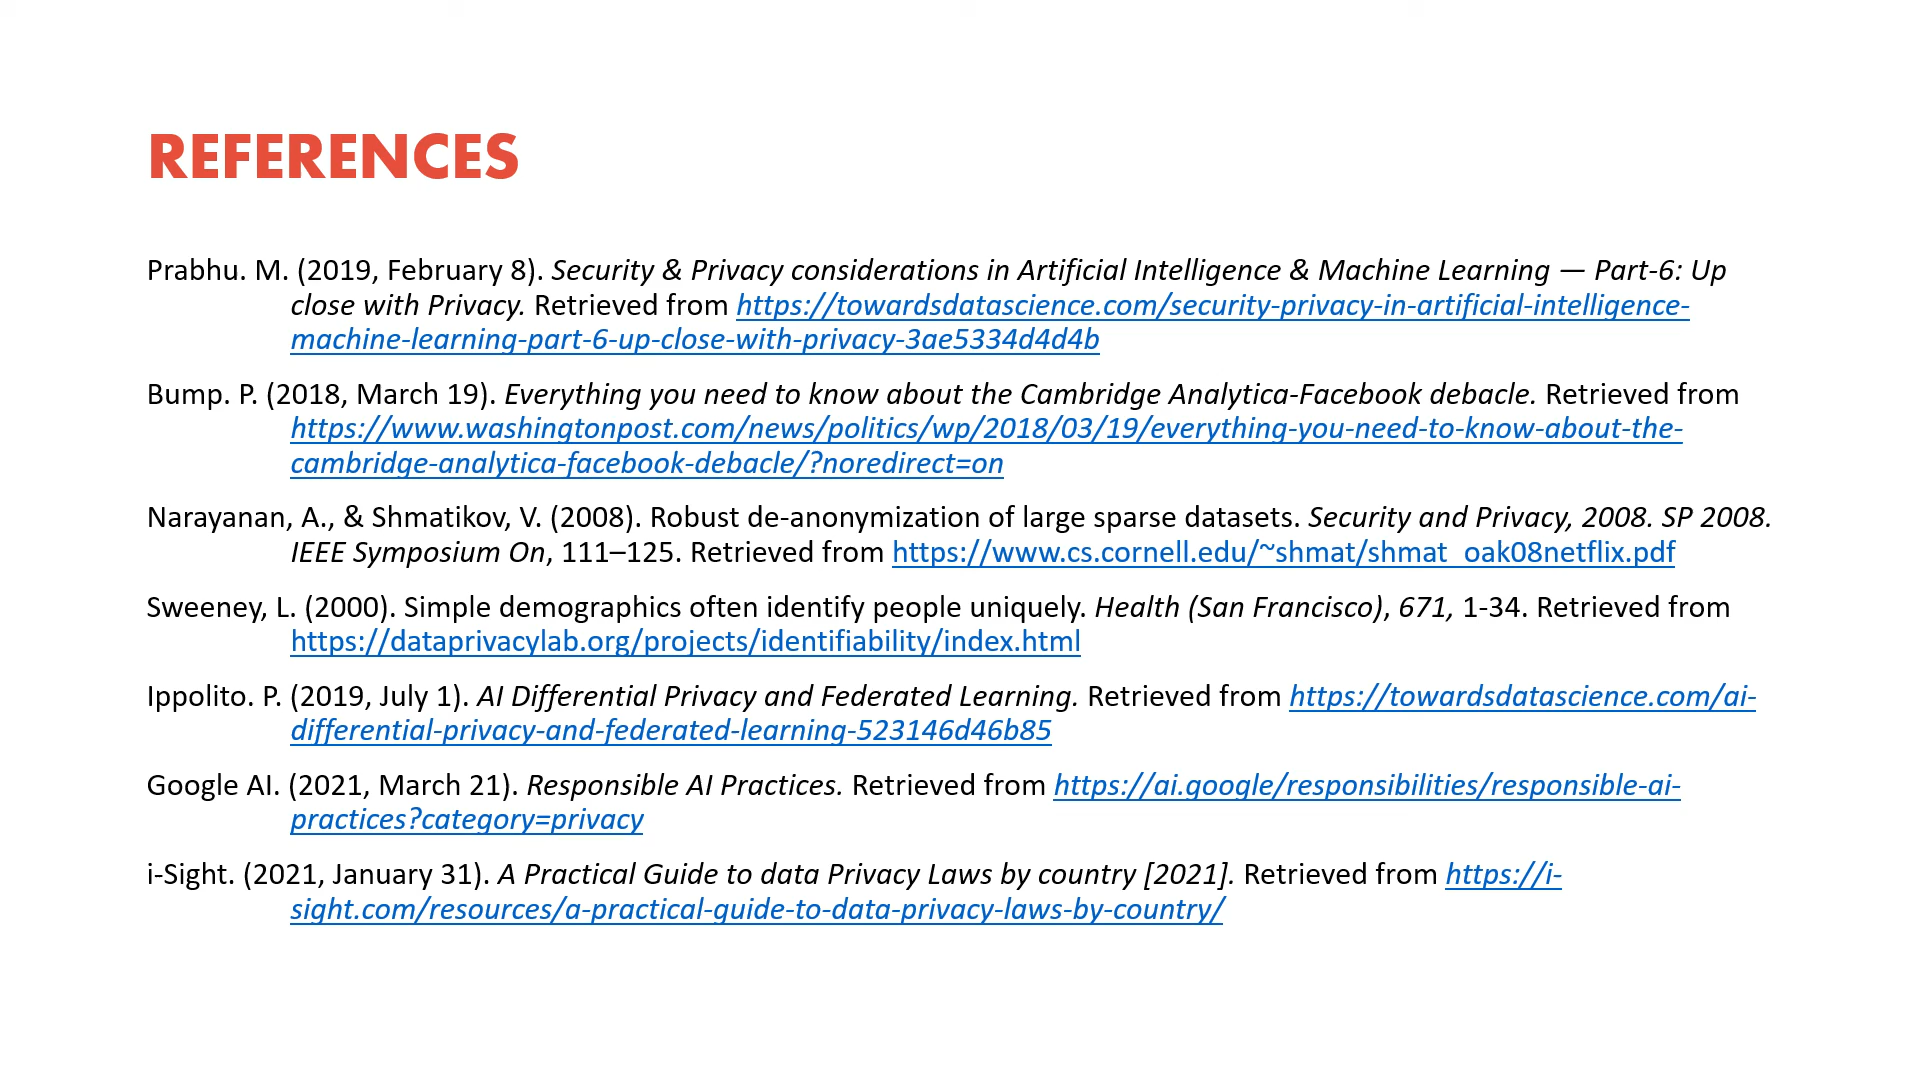 REFERENCES
Prabhu. M. (2019, February 8). Security & Privacy considerations in Artificial Intelligence & Machine Learning — Part-6: Up
close with Privacy. Retrieved from https://towardsdatascience.com/security-privacy-in-artificial-intelligence-
machine-learning-part-6-up-close-with-privacy-3ae5334d4d4b
Bump. P. (2018, March 19). Everything you need to know about the Cambridge Analytica-Facebook debacle. Retrieved from
https://www.washingtonpost.com/news/politics/wp/2018/03/19/everything-you-need-to-know-about-the-
cambridge-analytica-facebook-debacle/?noredirect=on
Narayanan, A., & Shmatikov, V. (2008). Robust de-anonymization of large sparse datasets. Security and Privacy, 2008. SP 2008.
IEEE Symposium On, 111–125. Retrieved from https://www.cs.cornell.edu/~shmat/shmat_oak08netflix.pdf
Sweeney, L. (2000). Simple demographics often identify people uniquely. Health (San Francisco), 671, 1-34. Retrieved from
https://dataprivacylab.org/projects/identifiability/index.html
Ippolito. P. (2019, July 1). AI Differential Privacy and Federated Learning. Retrieved from https://towardsdatascience.com/ai-
differential-privacy-and-federated-learning-523146d46b85
Google AI. (2021, March 21). Responsible AI Practices. Retrieved from https://ai.google/responsibilities/responsible-ai-
practices?category=privacy
i-Sight. (2021, January 31). A Practical Guide to data Privacy Laws by country [2021]. Retrieved from https://i-
sight.com/resources/a-practical-guide-to-data-privacy-laws-by-country/